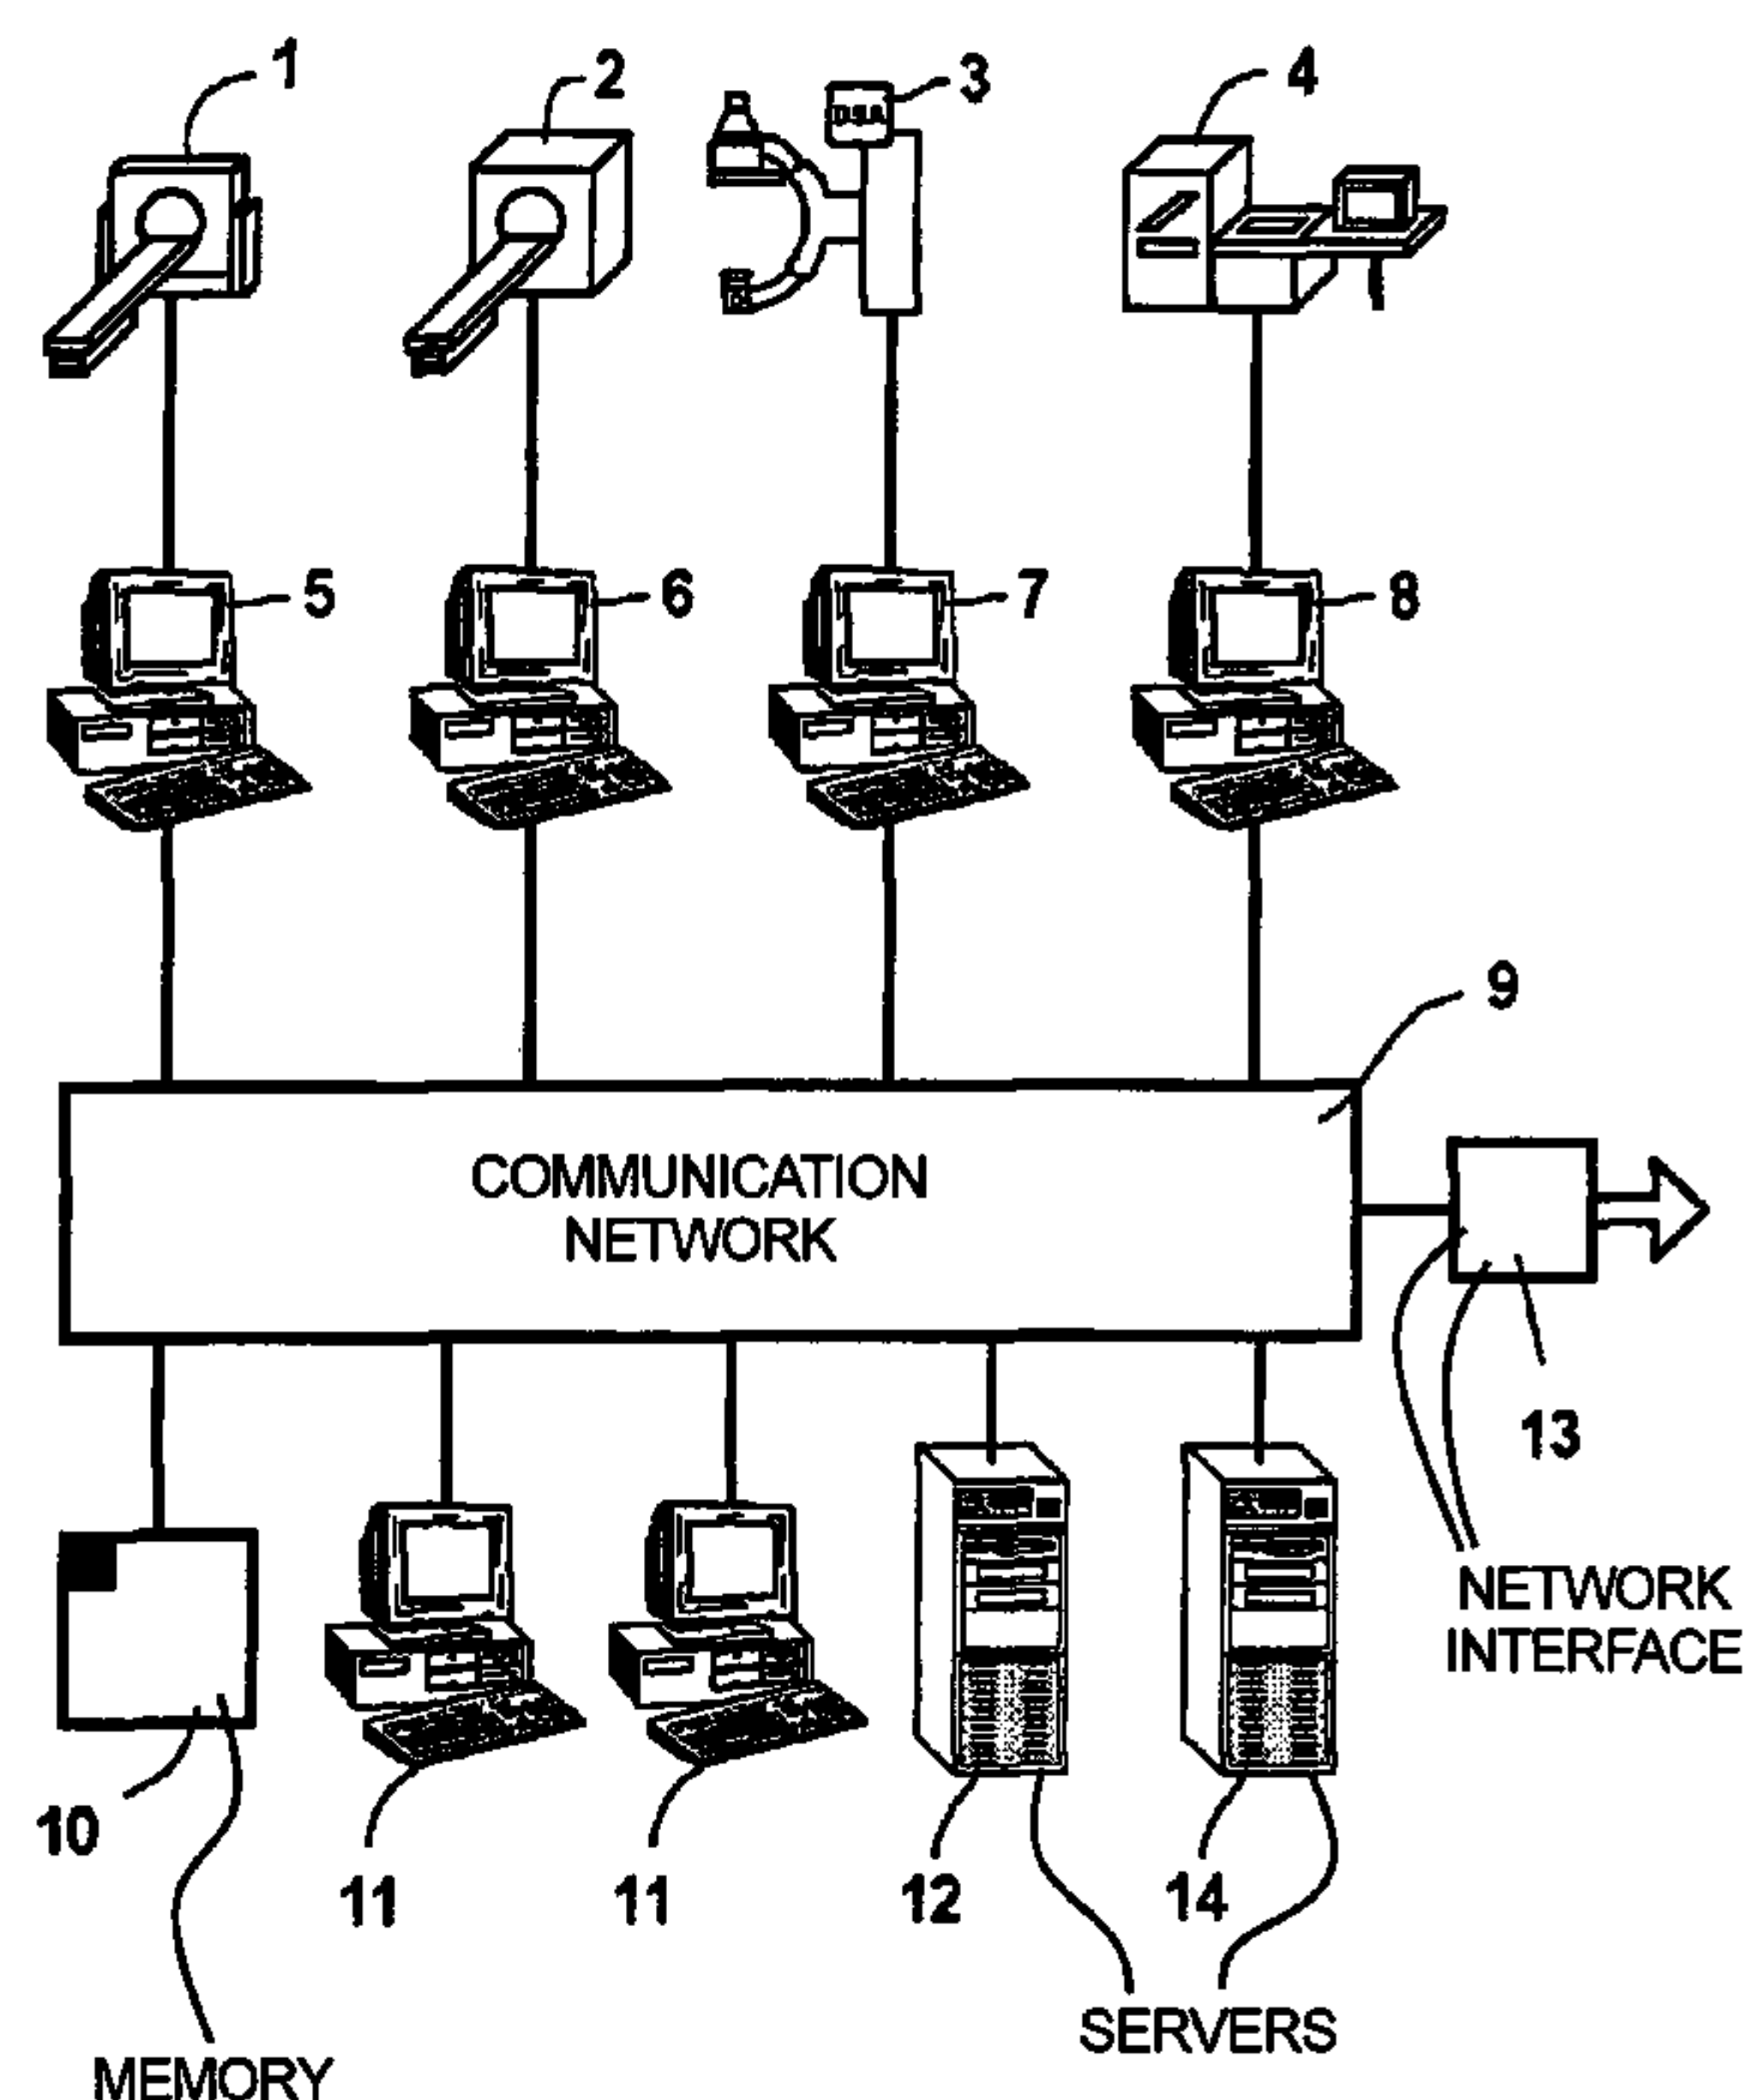 1
2
3
4
DSA
5
6
7
8
9
COMMUNICATION
NETWORK
13
NETWORK
INTERFACE
10
11
11
12
14
SERVERS
MEMORY